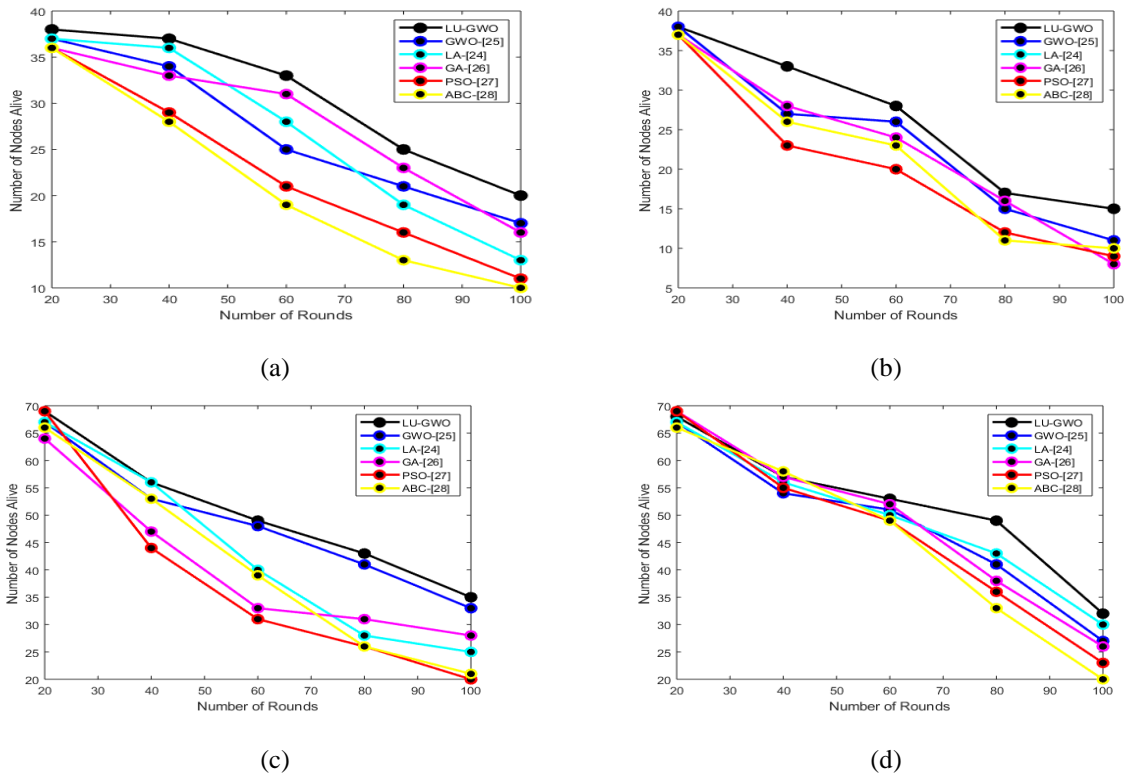 40
35
30
25
20
15
10
20
30
40
50
60
70
80
90
100
Number of Nodes Alive
Number of Rounds
LU-GWO
GWO-[25]
LA-[24]
GA-[26]
PSO-[27]
ABC-[28]
(a)
40
35
30
25
20
15
10
5
20
30
40
50
60
70
80
90
100
Number of Nodes Alive
Number of Rounds
LU-GWO
GWO-[25]
LA-[24]
GA-[26]
PSO-[27]
ABC-[28]
(b)
70
65
60
55
50
45
40
35
30
25
20
20
30
40
50
60
70
80
90
100
Number of Nodes Alive
Number of Rounds
LU-GWO
GWO-[25]
LA-[24]
GA-[26]
PSO-[27]
ABC-[28]
(c)
70
65
60
55
50
45
40
35
30
25
20
20
30
40
50
60
70
80
90
100
Number of Nodes Alive
Number of Rounds
LU-GWO
GWO-[25]
LA-[24]
GA-[26]
PSO-[27]
ABC-[28]
(d)